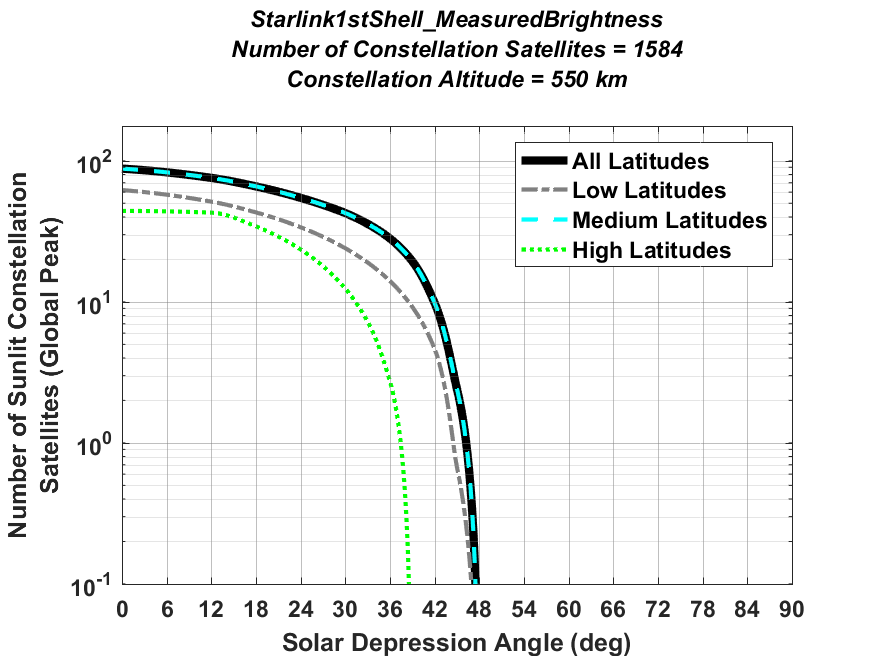 Starlink1stShell_MeasuredBrightness
Number of Constellation Satellites = 1584
Constellation Altitude = 550 km
Number of Sunlit Constellation
Satellites (Global Peak)
10^2
10^1
10^0
10^-1
All Latitudes
Low Latitudes
Medium Latitudes
High Latitudes
0 6 12 18 24 30 36 42 48 54 60 66 72 78 84 90
Solar Depression Angle (deg)